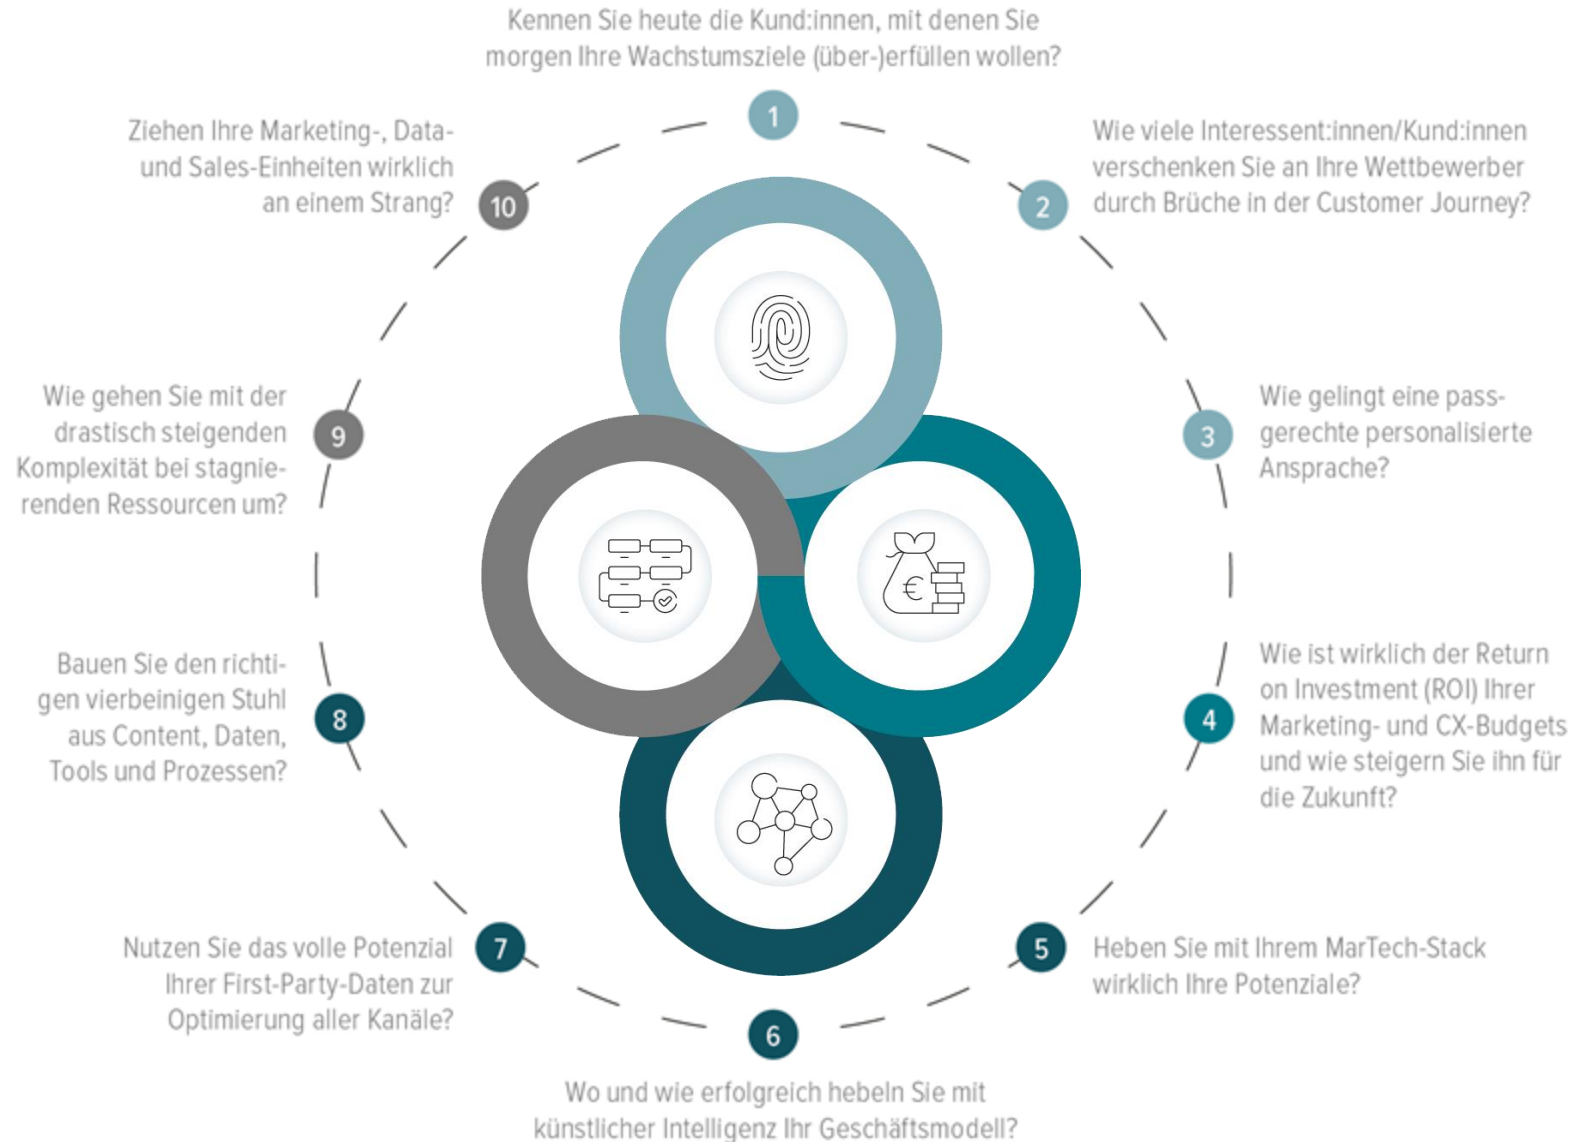 Kennen Sie heute die Kund:innen, mit denen Sie
morgen Ihre Wachstumsziele (über-)erfüllen wollen?
1
Wie viele Interessent:innen/Kund:innen
verschenken Sie an Ihre Wettbewerber
durch Brüche in der Customer Journey?
2
Wie gelingt eine pass-
gerechte personalisierte
Ansprache?
3
Wie ist wirklich der Return
on Investment (ROI) Ihrer
Marketing- und CX-Budgets
und wie steigern Sie ihn für
die Zukunft?
4
Heben Sie mit Ihrem MarTech-Stack
wirklich Ihre Potenziale?
5
6
Wo und wie erfolgreich hebeln Sie mit
künstlicher Intelligenz Ihr Geschäftsmodell?
Nutzen Sie das volle Potenzial
Ihrer First-Party-Daten zur
Optimierung aller Kanäle?
7
Bauen Sie den richti-
gen vierbeinigen Stuhl
aus Content, Daten,
Tools und Prozessen?
8
Wie gehen Sie mit der
drastisch steigenden
Komplexität bei stagnie-
renden Ressourcen um?
9
Ziehen Ihre Marketing-, Data-
und Sales-Einheiten wirklich
an einem Strang?
10
€